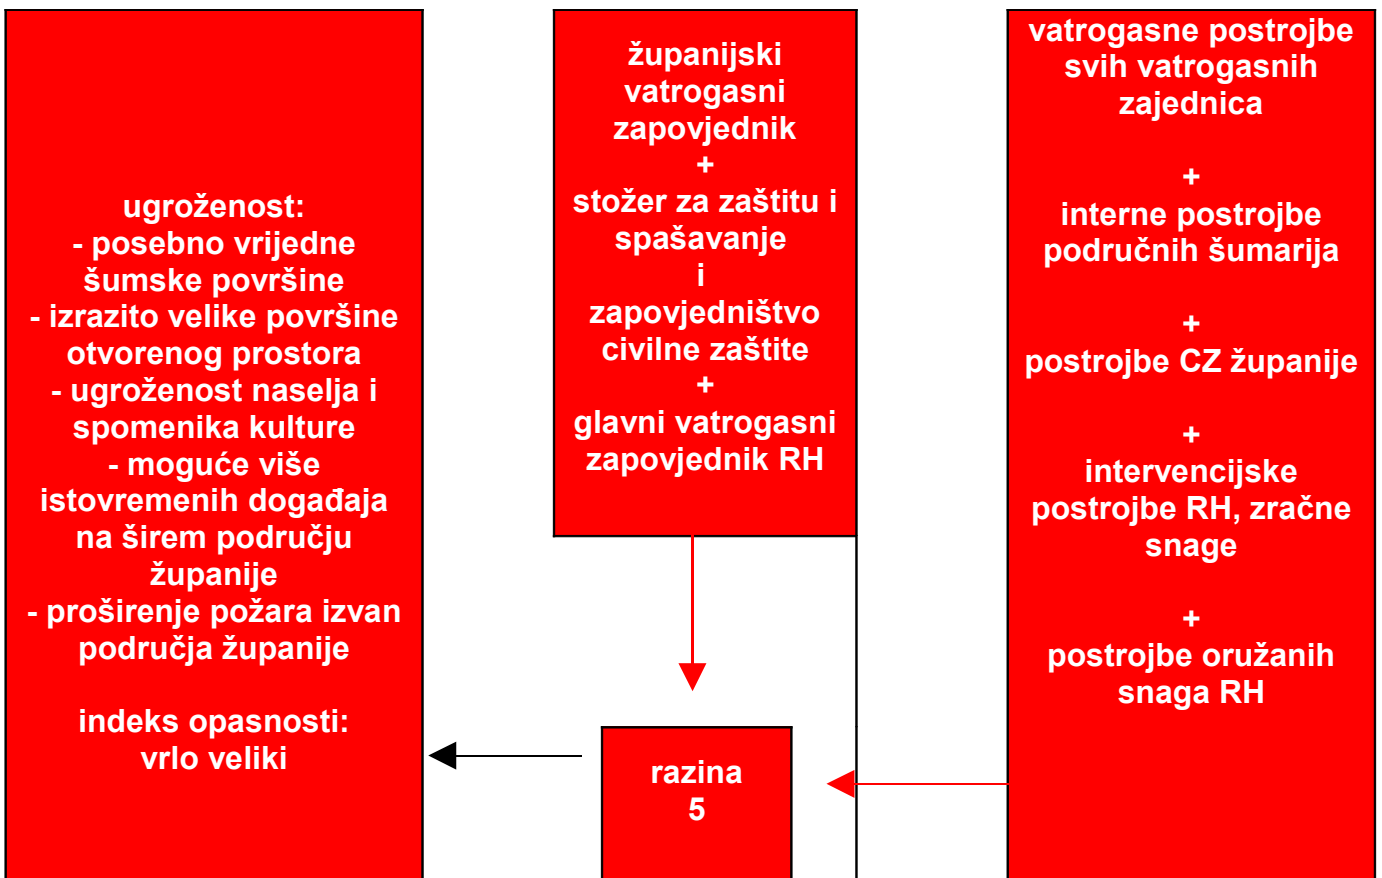 ugroženost:
- posebno vrijedne
šumske površine
- izrazito velike površine
otvorenog prostora
- ugroženost naselja i
spomenika kulture
- moguće više
istovremenih događaja
na širem području
županije
- proširenje požara izvan
područja županije
indeks opasnosti:
vrlo veliki
županijski
vatrogasni
zapovjednik
+
stožer za zaštitu i
spašavanje
i
zapovjedništvo
civilne zaštite
+
glavni vatrogasni
zapovjednik RH
razina
5
vatrogasne postrojbe
svih vatrogasnih
zajednica
+
interne postrojbe
područnih šumarija
+
postrojbe CZ županije
+
intervencijske
postrojbe RH, zračne
snage
+
postrojbe oružanih
snaga RH